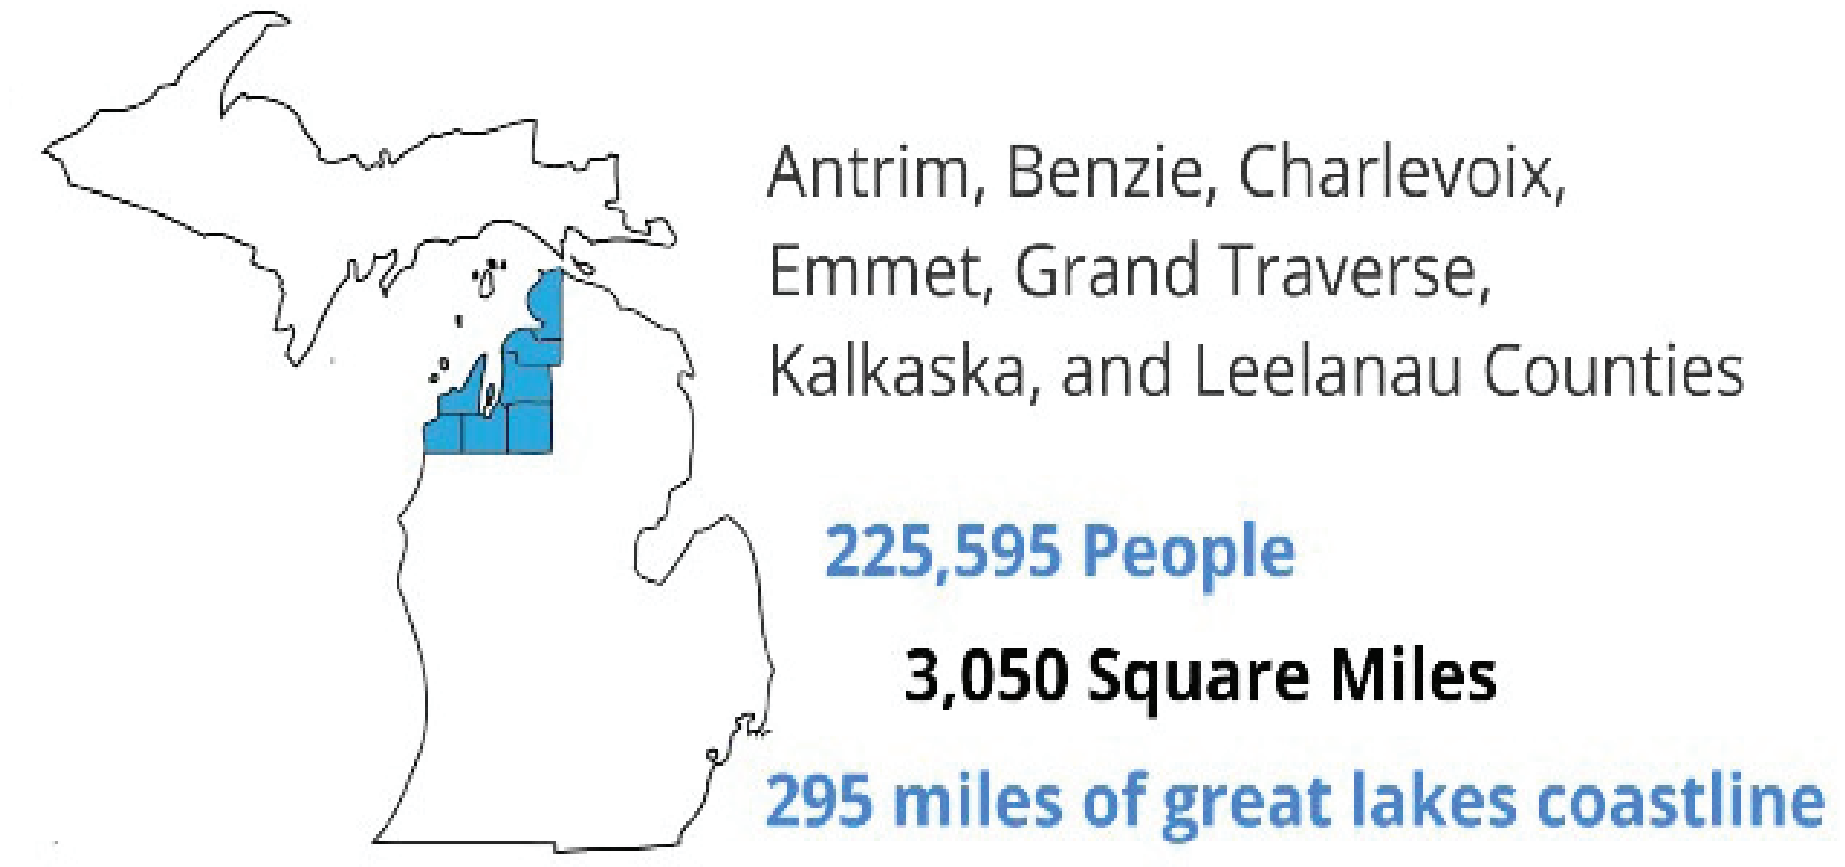 Antrim, Benzie, Charlevoix,
Emmet, Grand Traverse,
Kalkaska, and Leelanau Counties
225,595 People
3,050 Square Miles
295 miles of great lakes coastline